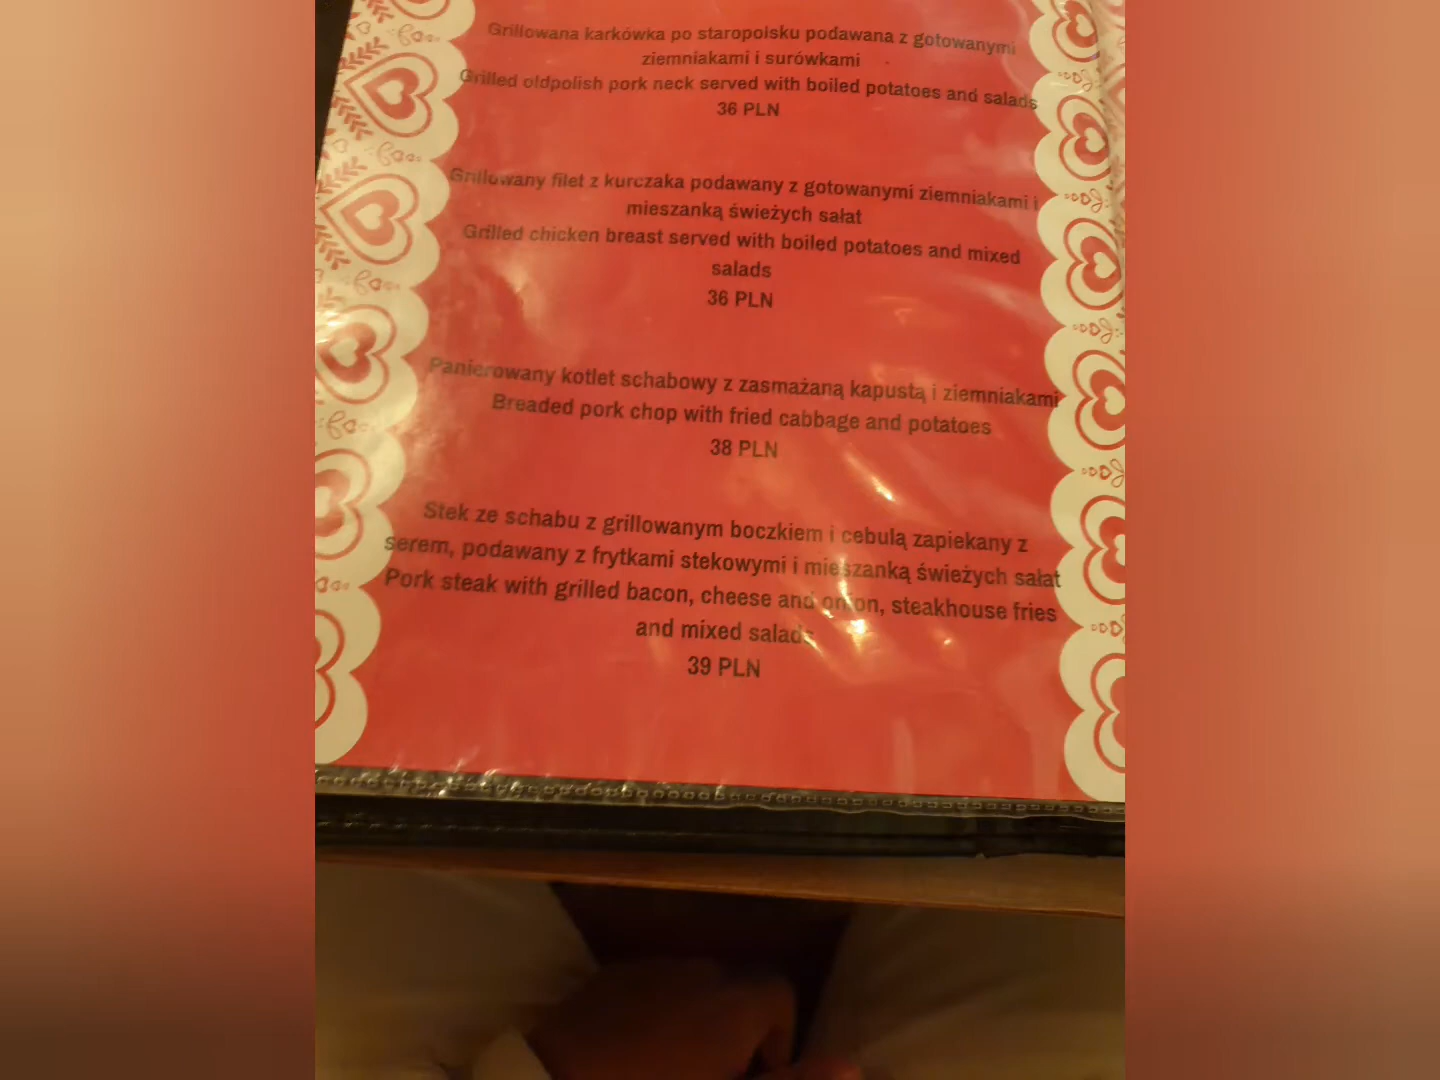 Grillowana karkówka po staropolsku podawana z gotowanymi
ziemniakami i surówkami
Grilled oldpolish pork neck served with boiled potatoes and salads
36 PLN
Grillowany filet z kurczaka podawany z gotowanymi ziemniakami i
mieszanką świeżych sałat
Grilled chicken breast served with boiled potatoes and mixed
salads
36 PLN
Panierowany kotlet schabowy z zasmażaną kapustą i ziemniakami
Breaded pork chop with fried cabbage and potatoes
38 PLN
Stek ze schabu z grillowanym boczkiem i cebulą zapiekany z
serem, podawany z frytkami stekowymi i mieszanką świeżych sałat
Pork steak with grilled bacon, cheese and onion, steakhouse fries
and mixed salads
39 PLN